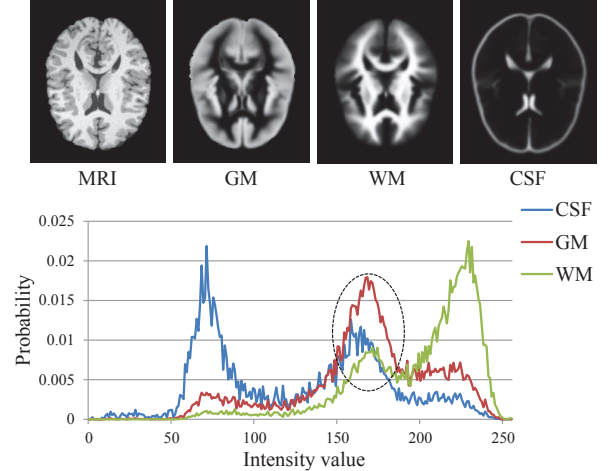 MRI GM WM CSF
CSF
GM
WM
0.025
0.02
0.015
0.01
0.005
0
Probability
0 50 100 150 200 250
Intensity value